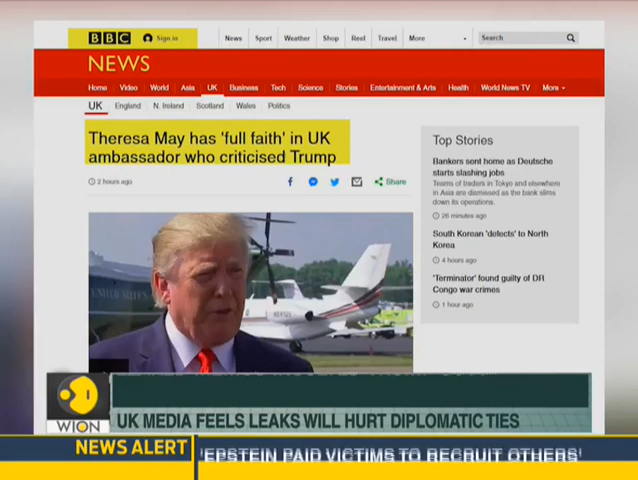 BBC Sign in News Sport Weather Shop Reel Travel More Search
NEWS
Home Video World Asia UK Business Tech Science Stories Entertainment & Arts Health World News TV More
UK England N. Ireland Scotland Wales Politics
Theresa May has 'full faith' in UK
ambassador who criticised Trump
2 hours ago
Share
Top Stories
Bankers sent home as Deutsche
starts slashing jobs
Teams of traders in Tokyo and elsewhere
in Asia are dismissed as the bank slims
down its operations.
26 minutes ago
South Korean 'defects' to North
Korea
4 hours ago
'Terminator' found guilty of DR
Congo war crimes
1 hour ago
WION
UK MEDIA FEELS LEAKS WILL HURT DIPLOMATIC TIES
NEWS ALERT
'EPSTEIN PAID VICTIMS TO RECRUIT OTHERS'